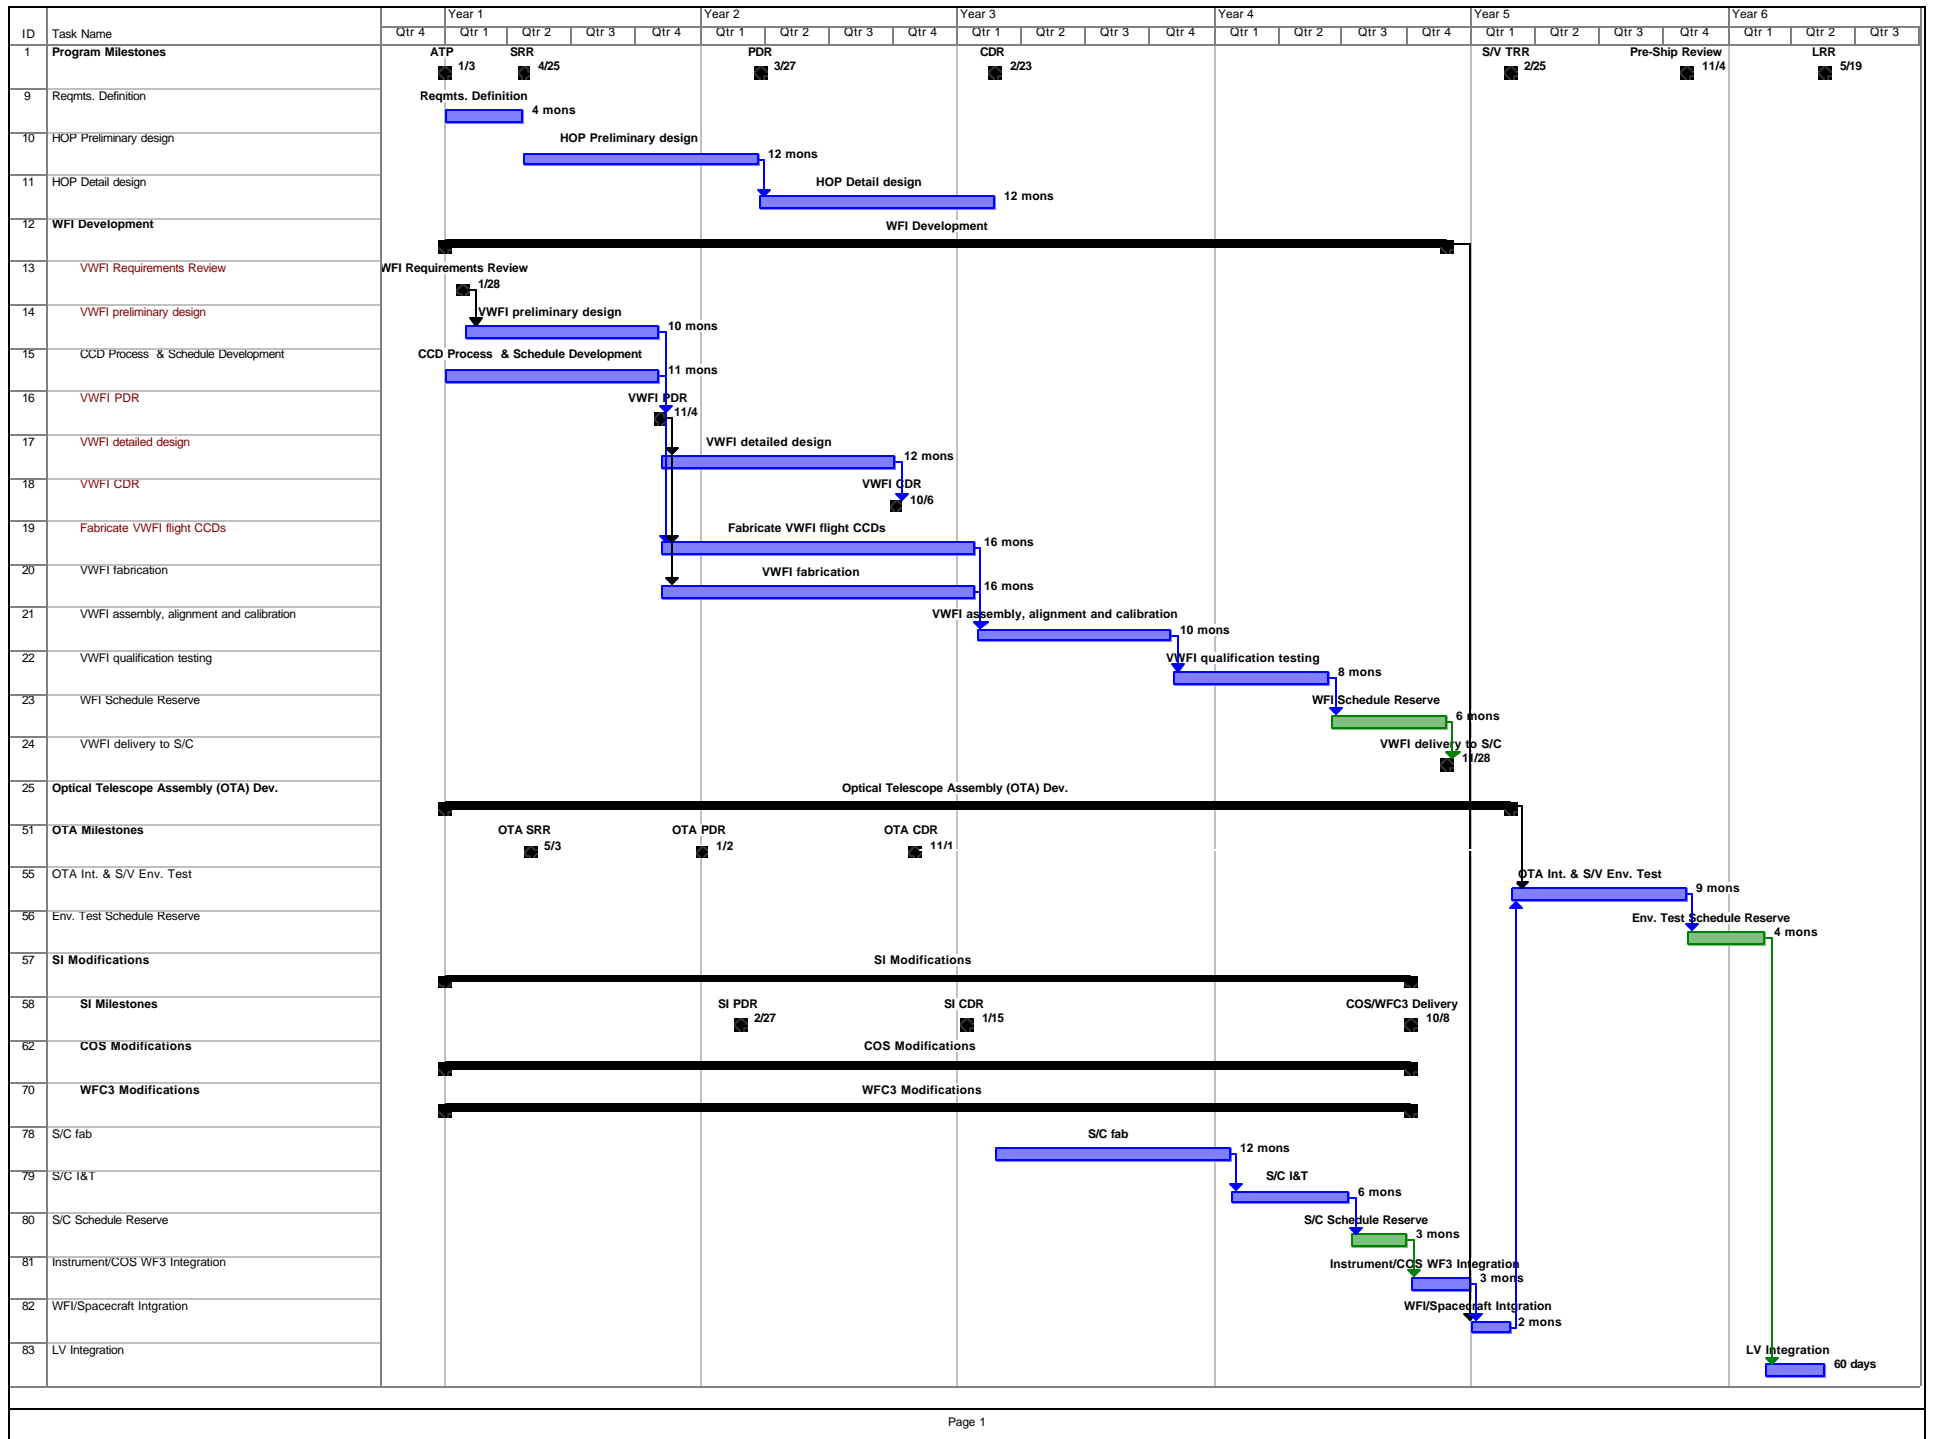 Year 1 Year 2 Year 3 Year 4 Year 5 Year 6
ID Task Name Qtr 4 Qtr 1 Qtr 2 Qtr 3 Qtr 4 Qtr 1 Qtr 2 Qtr 3 Qtr 4 Qtr 1 Qtr 2 Qtr 3 Qtr 4 Qtr 1 Qtr 2 Qtr 3 Qtr 4 Qtr 1 Qtr 2 Qtr 3 Qtr 4 Qtr 1 Qtr 2 Qtr 3
1 Program Milestones ATP SRR PDR CDR S/V TRR Pre-Ship Review LRR
1/3 4/25 3/27 2/23 2/25 11/4 5/19
9 Reqmts. Definition Reqmts. Definition
4 mons
10 HOP Preliminary design HOP Preliminary design
12 mons
11 HOP Detail design HOP Detail design
12 mons
12 WFI Development WFI Development
13 VWFI Requirements Review WFI Requirements Review
1/28
14 VWFI preliminary design VWFI preliminary design
10 mons
15 CCD Process & Schedule Development CCD Process & Schedule Development
11 mons
16 VWFI PDR VWFI PDR
11/4
17 VWFI detailed design VWFI detailed design
12 mons
18 VWFI CDR VWFI CDR
10/6
19 Fabricate VWFI flight CCDs Fabricate VWFI flight CCDs
16 mons
20 VWFI fabrication VWFI fabrication
16 mons
21 VWFI assembly, alignment and calibration VWFI assembly, alignment and calibration
10 mons
22 VWFI qualification testing VWFI qualification testing
8 mons
23 WFI Schedule Reserve WFI Schedule Reserve
6 mons
24 VWFI delivery to S/C VWFI delivery to S/C
11/28
25 Optical Telescope Assembly (OTA) Dev. Optical Telescope Assembly (OTA) Dev.
51 OTA Milestones OTA SRR OTA PDR OTA CDR
5/3 1/2 11/1
55 OTA Int. & S/V Env. Test OTA Int. & S/V Env. Test
9 mons
56 Env. Test Schedule Reserve Env. Test Schedule Reserve
4 mons
57 SI Modifications SI Modifications
58 SI Milestones SI PDR SI CDR COS/WFC3 Delivery
2/27 1/15 10/8
62 COS Modifications COS Modifications
70 WFC3 Modifications WFC3 Modifications
78 S/C fab S/C fab
12 mons
79 S/C I&T S/C I&T
6 mons
80 S/C Schedule Reserve S/C Schedule Reserve
3 mons
81 Instrument/COS WF3 Integration Instrument/COS WF3 Integration
3 mons
82 WFI/Spacecraft Intgration WFI/Spacecraft Intgration
2 mons
83 LV Integration LV Integration
60 days
Page 1